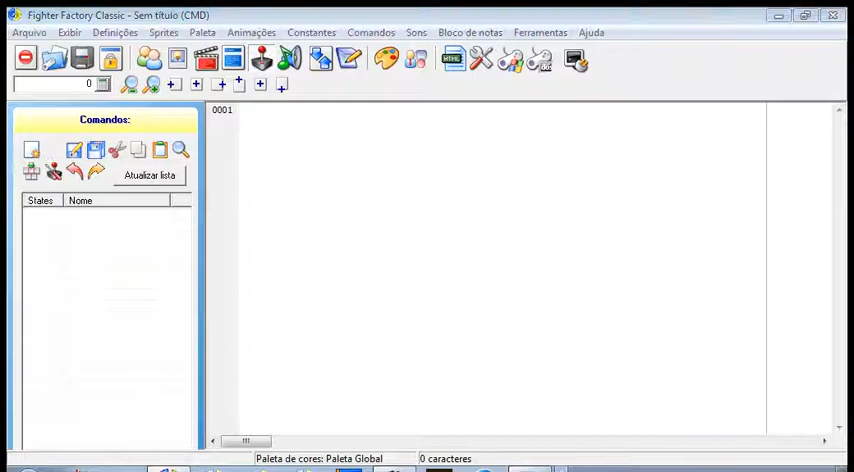 Fighter Factory Classic - Sem título (CMD)
Arquivo Exibir Definições Sprites Paleta Animações Constantes Comandos Sons Bloco de notas Ferramentas Ajuda
HTML
0
Comandos:
0001
Atualizar lista
States Nome
Paleta de cores: Paleta Global 0 caracteres